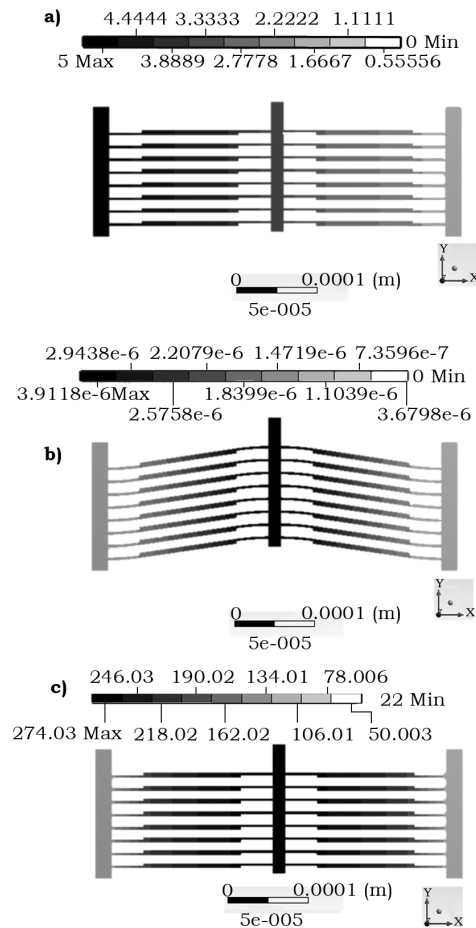 a)
4.4444 3.3333 2.2222 1.1111
0 Min
5 Max 3.8889 2.7778 1.6667 0.55556
Y
Z X
0 0.0001 (m)
5e-005
2.9438e-6 2.2079e-6 1.4719e-6 7.3596e-7
0 Min
3.9118e-6Max 1.8399e-6 1.1039e-6
2.5758e-6 3.6798e-6
b)
Y
Z X
0 0.0001 (m)
5e-005
c)
246.03 190.02 134.01 78.006
22 Min
274.03 Max 218.02 162.02 106.01 50.003
Y
Z X
0 0.0001 (m)
5e-005